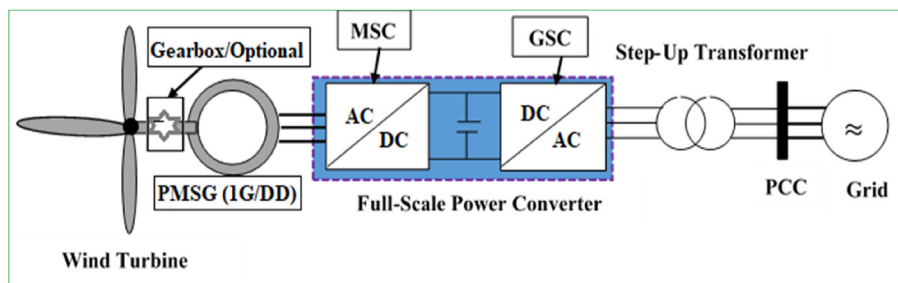 MSC
GSC
Gearbox/Optional
Step-Up Transformer
AC
DC
DC
AC
PMSG (1G/DD)
PCC
Grid
Full-Scale Power Converter
Wind Turbine
≈